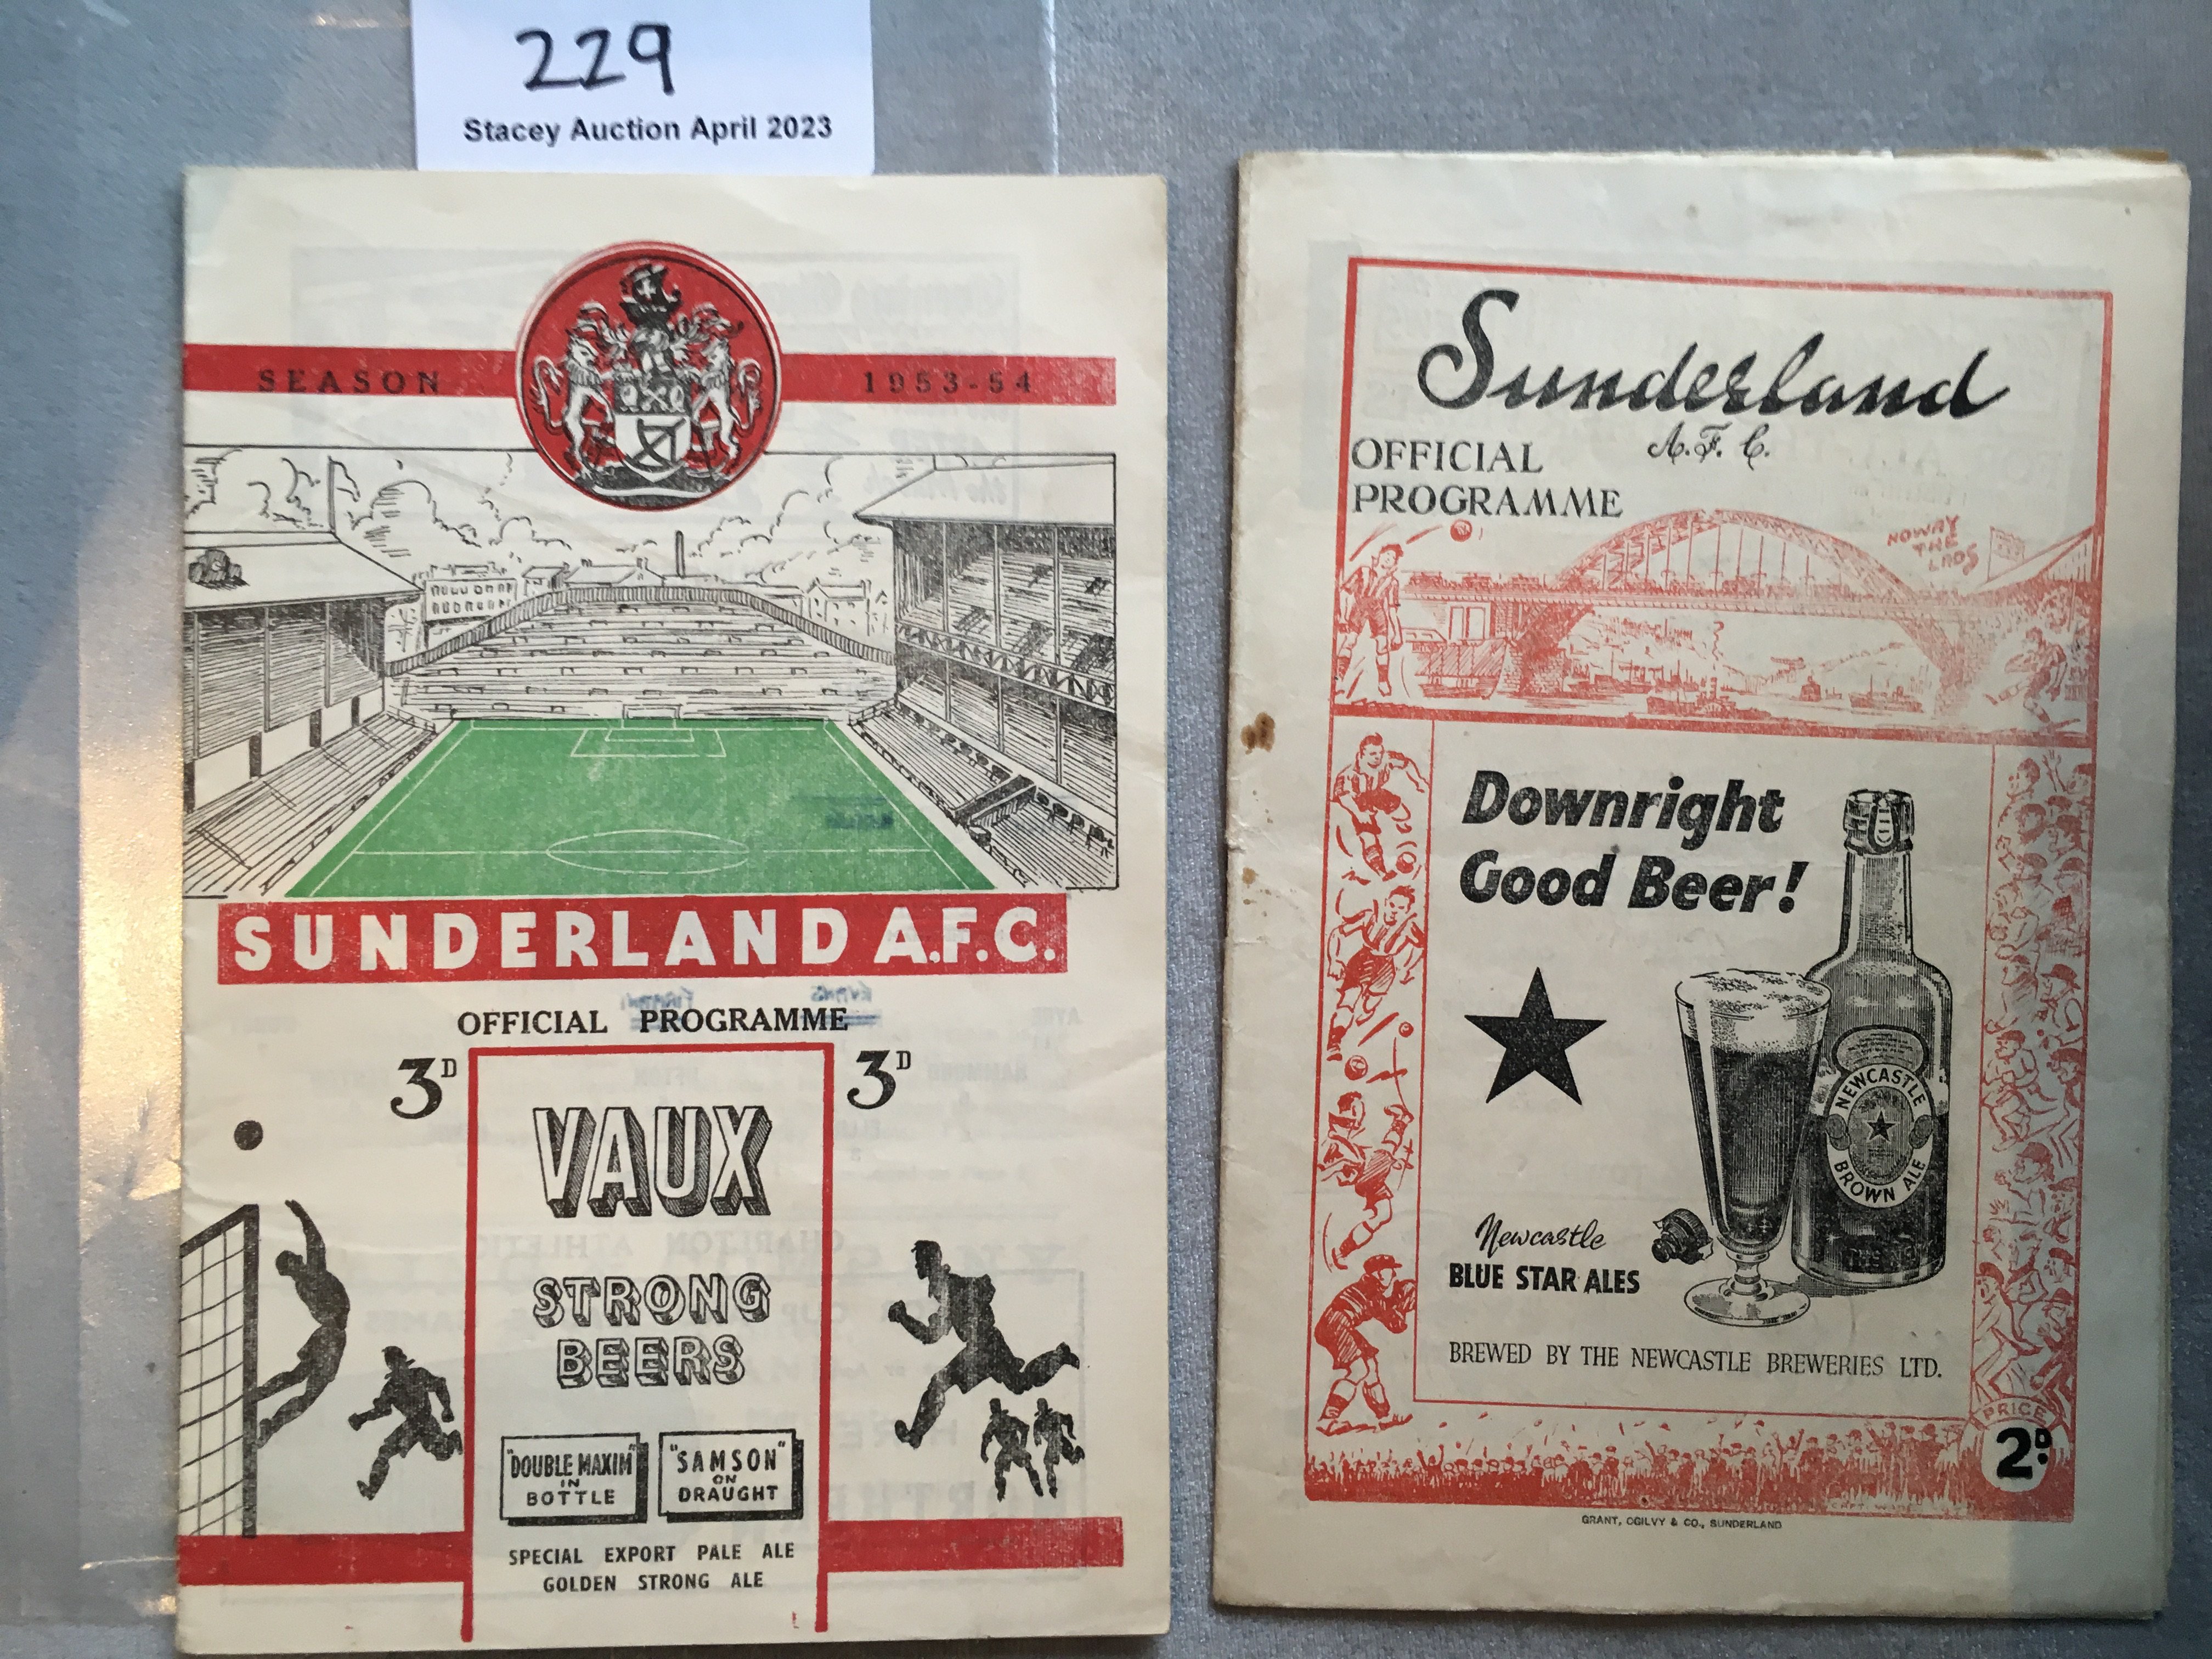 229
Stacey Auction April 2023
SEASON 1953-54
SUNDERLAND A.F.C.
OFFICIAL PROGRAMME
3D 3D
VAUX
STRONG
BEERS
"DOUBLE MAXIM"
IN
BOTTLE
"SAMSON"
ON
DRAUGHT
SPECIAL EXPORT PALE ALE
GOLDEN STRONG ALE
Sunderland
A.F.C.
OFFICIAL
PROGRAMME
HOWAY
THE
LADS
Downright
Good Beer!
NEWCASTLE
BROWN ALE
Newcastle
BLUE STAR ALES
BREWED BY THE NEWCASTLE BREWERIES LTD.
PRICE
2D.
GRANT, OGILVY & CO., SUNDERLAND